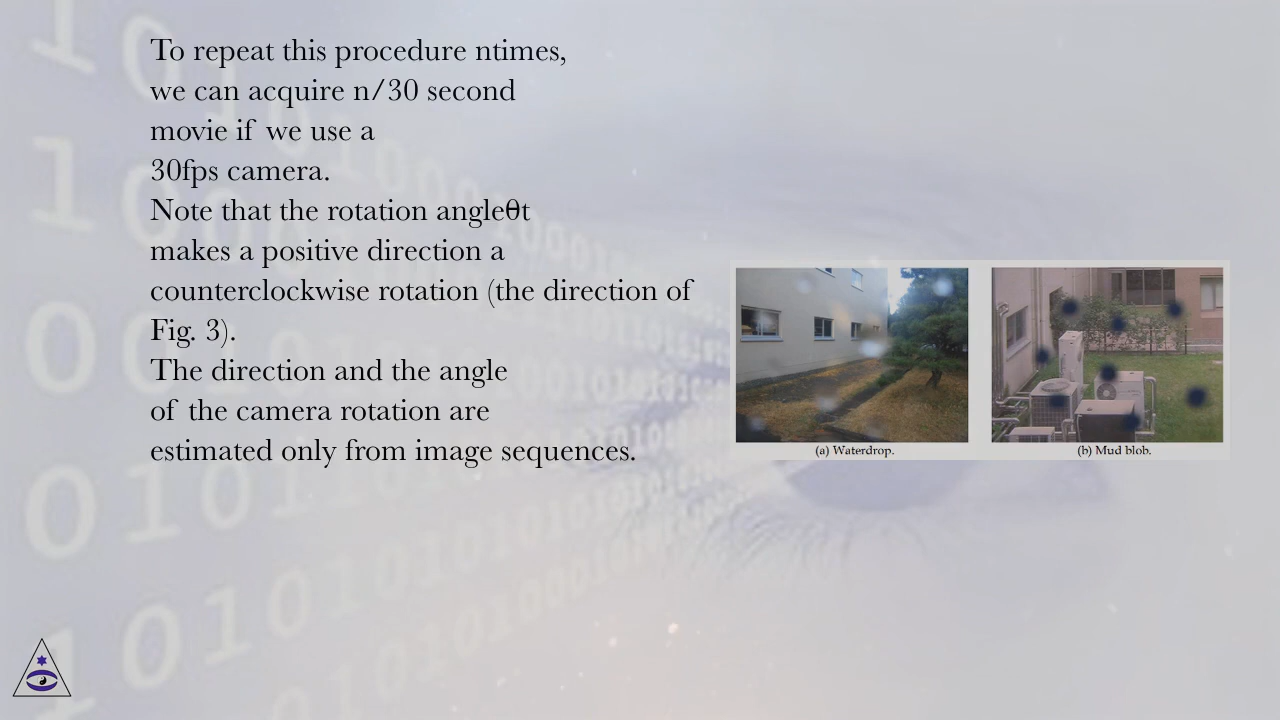 To repeat this procedure ntimes,
we can acquire n/30 second
movie if we use a
30fps camera.
Note that the rotation angleθt
makes a positive direction a
counterclockwise rotation (the direction of
Fig. 3).
The direction and the angle
of the camera rotation are
estimated only from image sequences.
(a) Waterdrop.
(b) Mud blob.